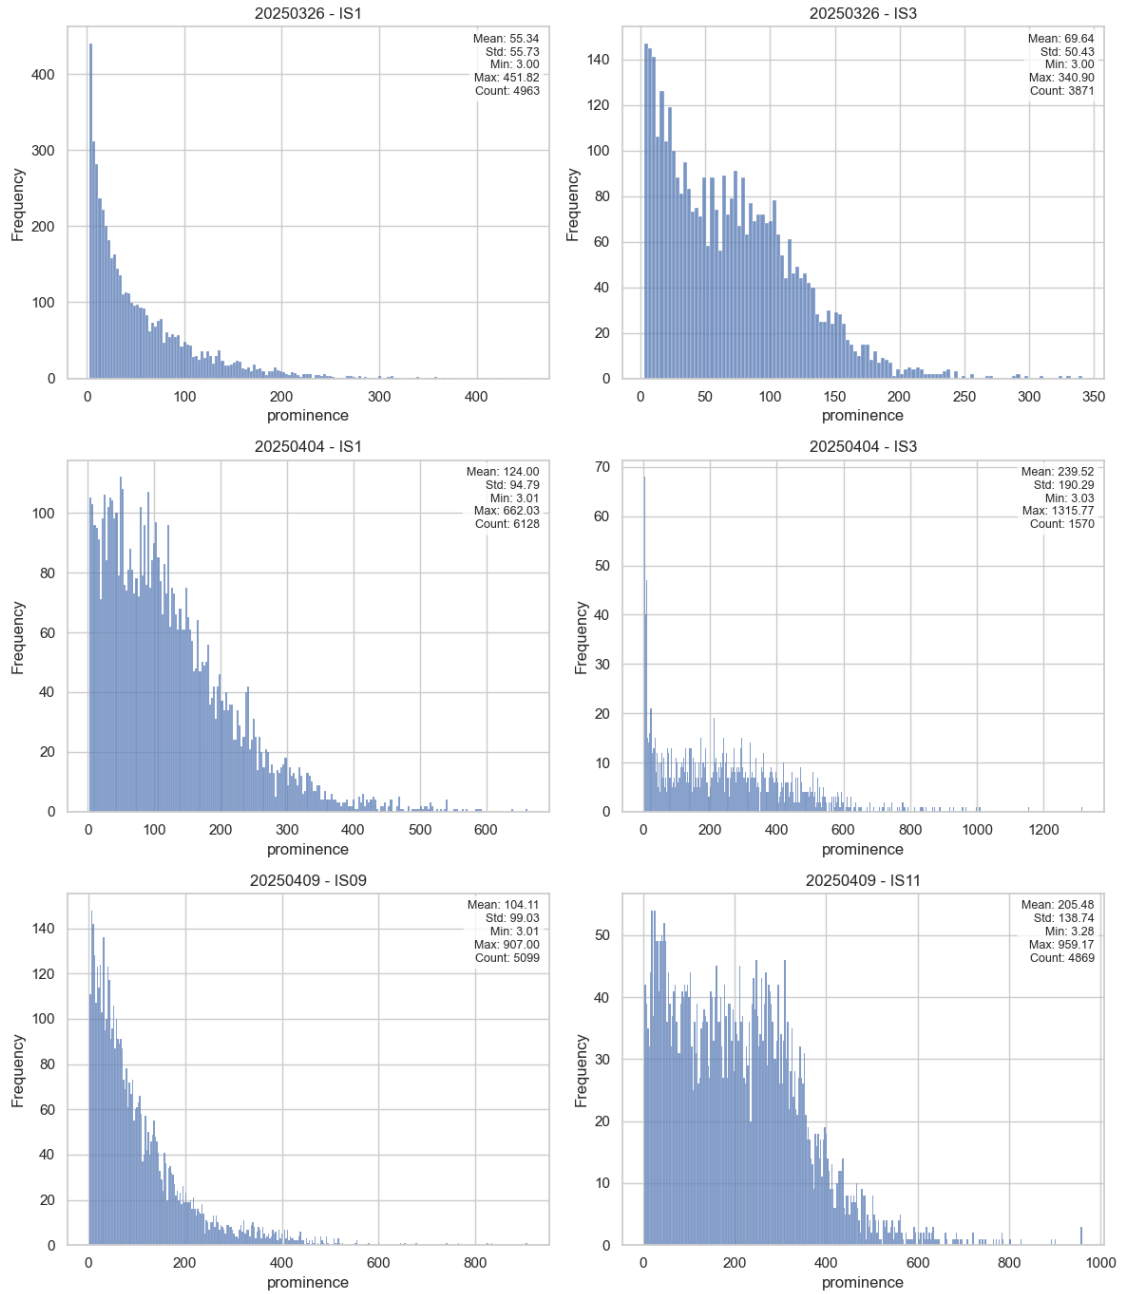 20250326 - IS1
Mean: 55.34
Std: 55.73
Min: 3.00
Max: 451.82
Count: 4963
Frequency
400
300
200
100
0
0 100 200 300 400
prominence
20250326 - IS3
Mean: 69.64
Std: 50.43
Min: 3.00
Max: 340.90
Count: 3871
Frequency
140
120
100
80
60
40
20
0
0 50 100 150 200 250 300 350
prominence
20250404 - IS1
Mean: 124.00
Std: 94.79
Min: 3.01
Max: 662.03
Count: 6128
Frequency
100
80
60
40
20
0
0 100 200 300 400 500 600
prominence
20250404 - IS3
Mean: 239.52
Std: 190.29
Min: 3.03
Max: 1315.77
Count: 1570
Frequency
70
60
50
40
30
20
10
0
0 200 400 600 800 1000 1200
prominence
20250409 - IS09
Mean: 104.11
Std: 99.03
Min: 3.01
Max: 907.00
Count: 5099
Frequency
140
120
100
80
60
40
20
0
0 200 400 600 800
prominence
20250409 - IS11
Mean: 205.48
Std: 138.74
Min: 3.28
Max: 959.17
Count: 4869
Frequency
50
40
30
20
10
0
0 200 400 600 800 1000
prominence